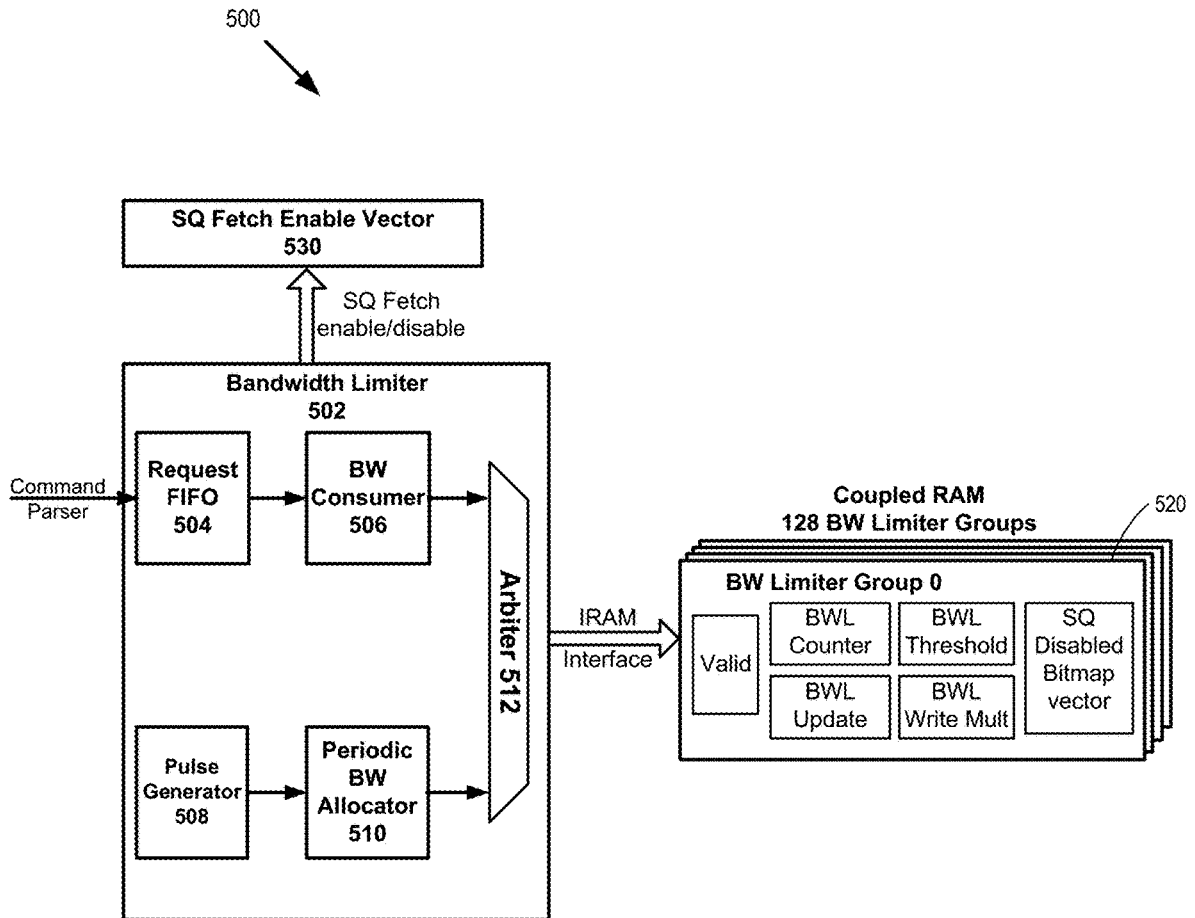 500
SQ Fetch Enable Vector
530
SQ Fetch
enable/disable
Bandwidth Limiter
502
Command
Parser
Request
FIFO
504
BW
Consumer
506
Arbiter 512
Pulse
Generator
508
Periodic
BW
Allocator
510
IRAM
Interface
Coupled RAM
128 BW Limiter Groups
520
BW Limiter Group 0
Valid
BWL
Counter
BWL
Threshold
BWL
Update
BWL
Write Mult
SQ
Disabled
Bitmap
vector